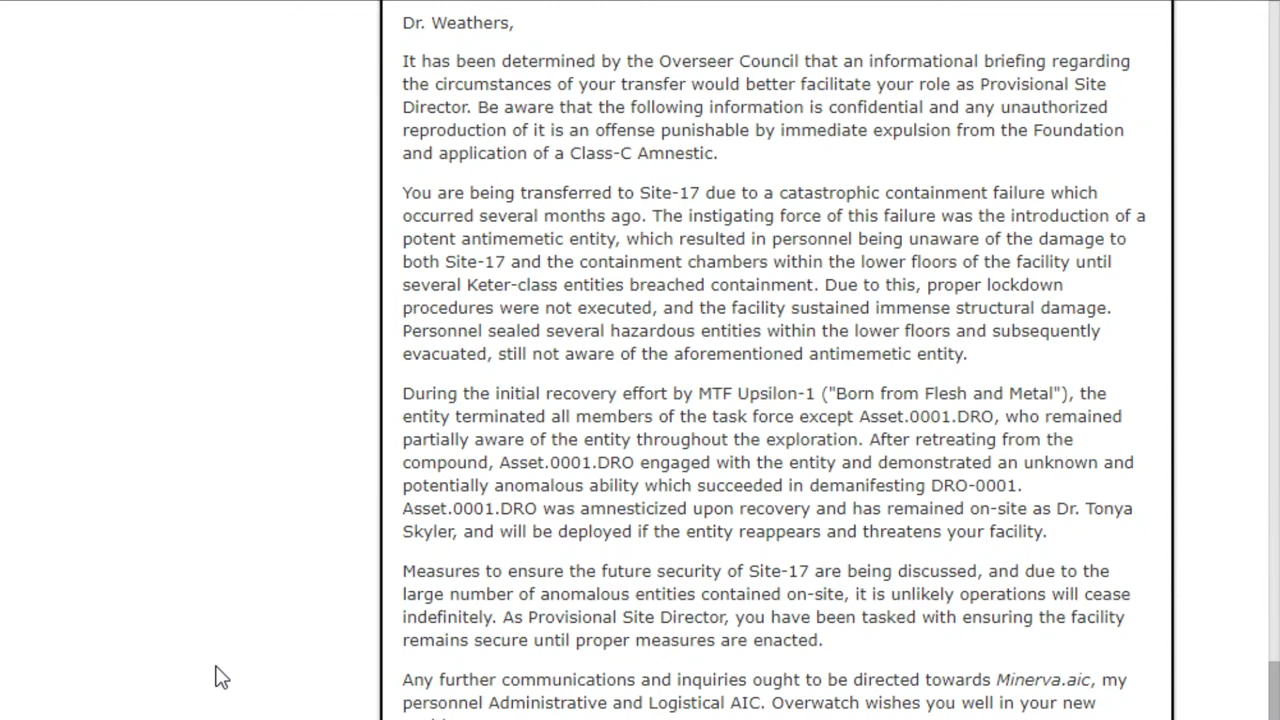 Dr. Weathers,
It has been determined by the Overseer Council that an informational briefing regarding
the circumstances of your transfer would better facilitate your role as Provisional Site
Director. Be aware that the following information is confidential and any unauthorized
reproduction of it is an offense punishable by immediate expulsion from the Foundation
and application of a Class-C Amnestic.
You are being transferred to Site-17 due to a catastrophic containment failure which
occurred several months ago. The instigating force of this failure was the introduction of a
potent antimemetic entity, which resulted in personnel being unaware of the damage to
both Site-17 and the containment chambers within the lower floors of the facility until
several Keter-class entities breached containment. Due to this, proper lockdown
procedures were not executed, and the facility sustained immense structural damage.
Personnel sealed several hazardous entities within the lower floors and subsequently
evacuated, still not aware of the aforementioned antimemetic entity.
During the initial recovery effort by MTF Upsilon-1 ("Born from Flesh and Metal"), the
entity terminated all members of the task force except Asset.0001.DRO, who remained
partially aware of the entity throughout the exploration. After retreating from the
compound, Asset.0001.DRO engaged with the entity and demonstrated an unknown and
potentially anomalous ability which succeeded in demanifesting DRO-0001.
Asset.0001.DRO was amnesticized upon recovery and has remained on-site as Dr. Tonya
Skyler, and will be deployed if the entity reappears and threatens your facility.
Measures to ensure the future security of Site-17 are being discussed, and due to the
large number of anomalous entities contained on-site, it is unlikely operations will cease
indefinitely. As Provisional Site Director, you have been tasked with ensuring the facility
remains secure until proper measures are enacted.
Any further communications and inquiries ought to be directed towards Minerva.aic, my
personnel Administrative and Logistical AIC. Overwatch wishes you well in your new